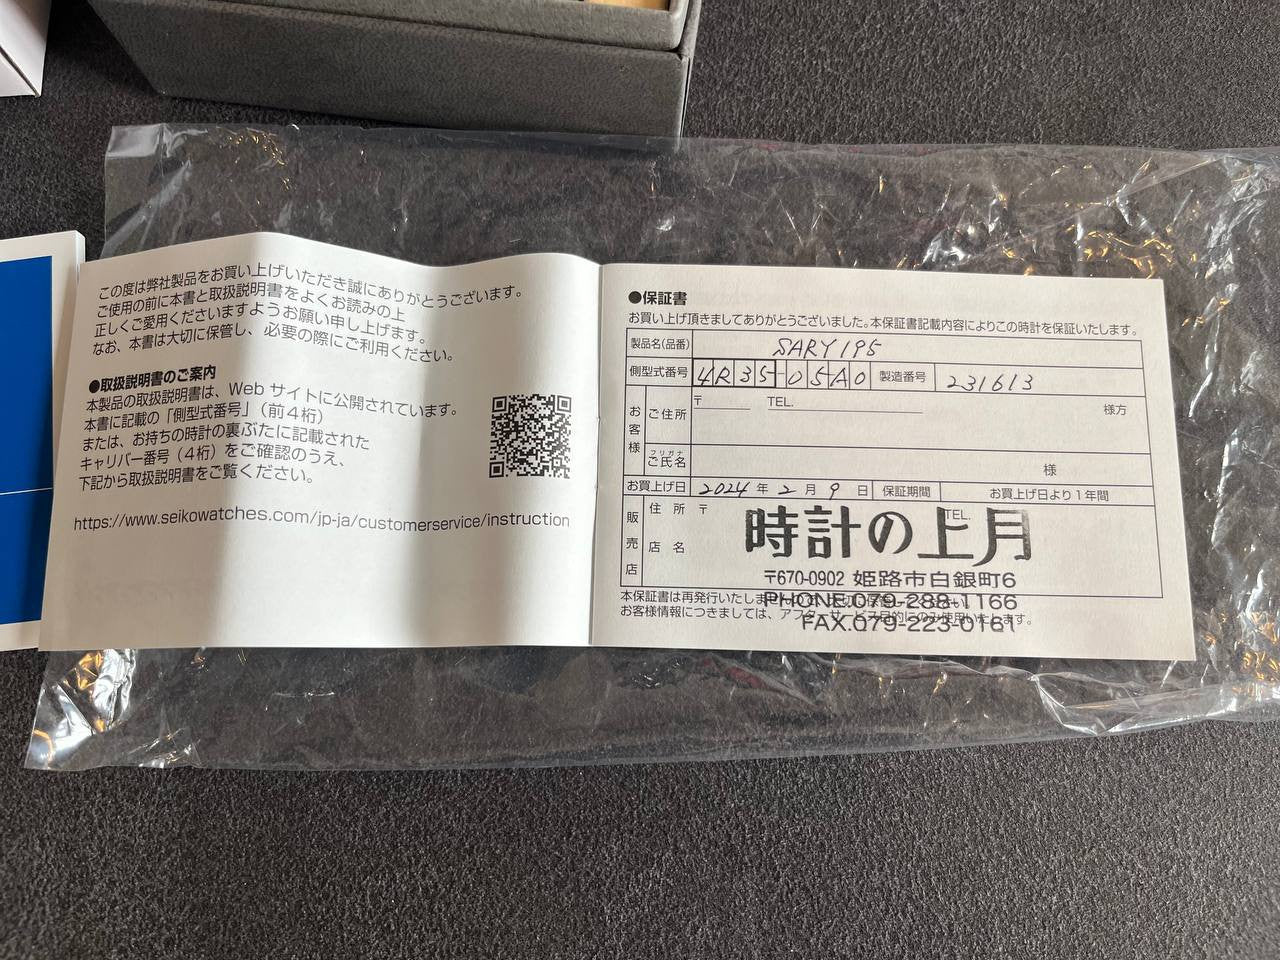 この度は弊社製品をお買い上げいただき誠にありがとうございます。
ご使用の前に本書と取扱説明書をよくお読みの上
正しくご愛用くださいますようお願い申し上げます。
なお、本書は大切に保管し、必要の際にご利用ください。
●取扱説明書のご案内
本製品の取扱説明書は、Web サイトに公開されています。
本書に記載の「側型式番号」（前４桁）
または、お持ちの時計の裏ぶたに記載された
キャリバー番号（４桁）をご確認のうえ、
下記から取扱説明書をご覧ください。
https://www.seikowatches.com/jp-ja/customerservice/instruction
●保証書
お買い上げ頂きましてありがとうございました。本保証書記載内容によりこの時計を保証いたします。
製品名(品番) SARY195
側型式番号 4R35-05A0 製造番号 231613
お客様 ご住所 〒 TEL. 様方
フリガナ
ご氏名 様
お買上げ日 2024 年 2 月 9 日 保証期間 お買上げ日より１年間
販売店 住所 〒 TEL.
店名
時計の上月
〒670-0902 姫路市白銀町6
PHONE.079-288-1166
FAX.079-223-0161
本保証書は再発行いたしま
お客様情報につきましては、アフターサービス目的にのみ使用いたします。